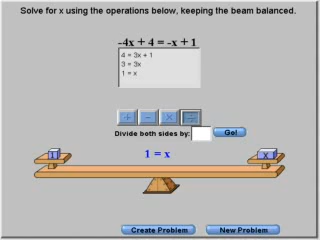 Solve for x using the operations below, keeping the beam balanced.
-4x + 4 = -x + 1
4 = 3x + 1
3 = 3x
1 = x
+ - × ÷
Divide both sides by: Go!
1 = x
1 x
Create Problem New Problem